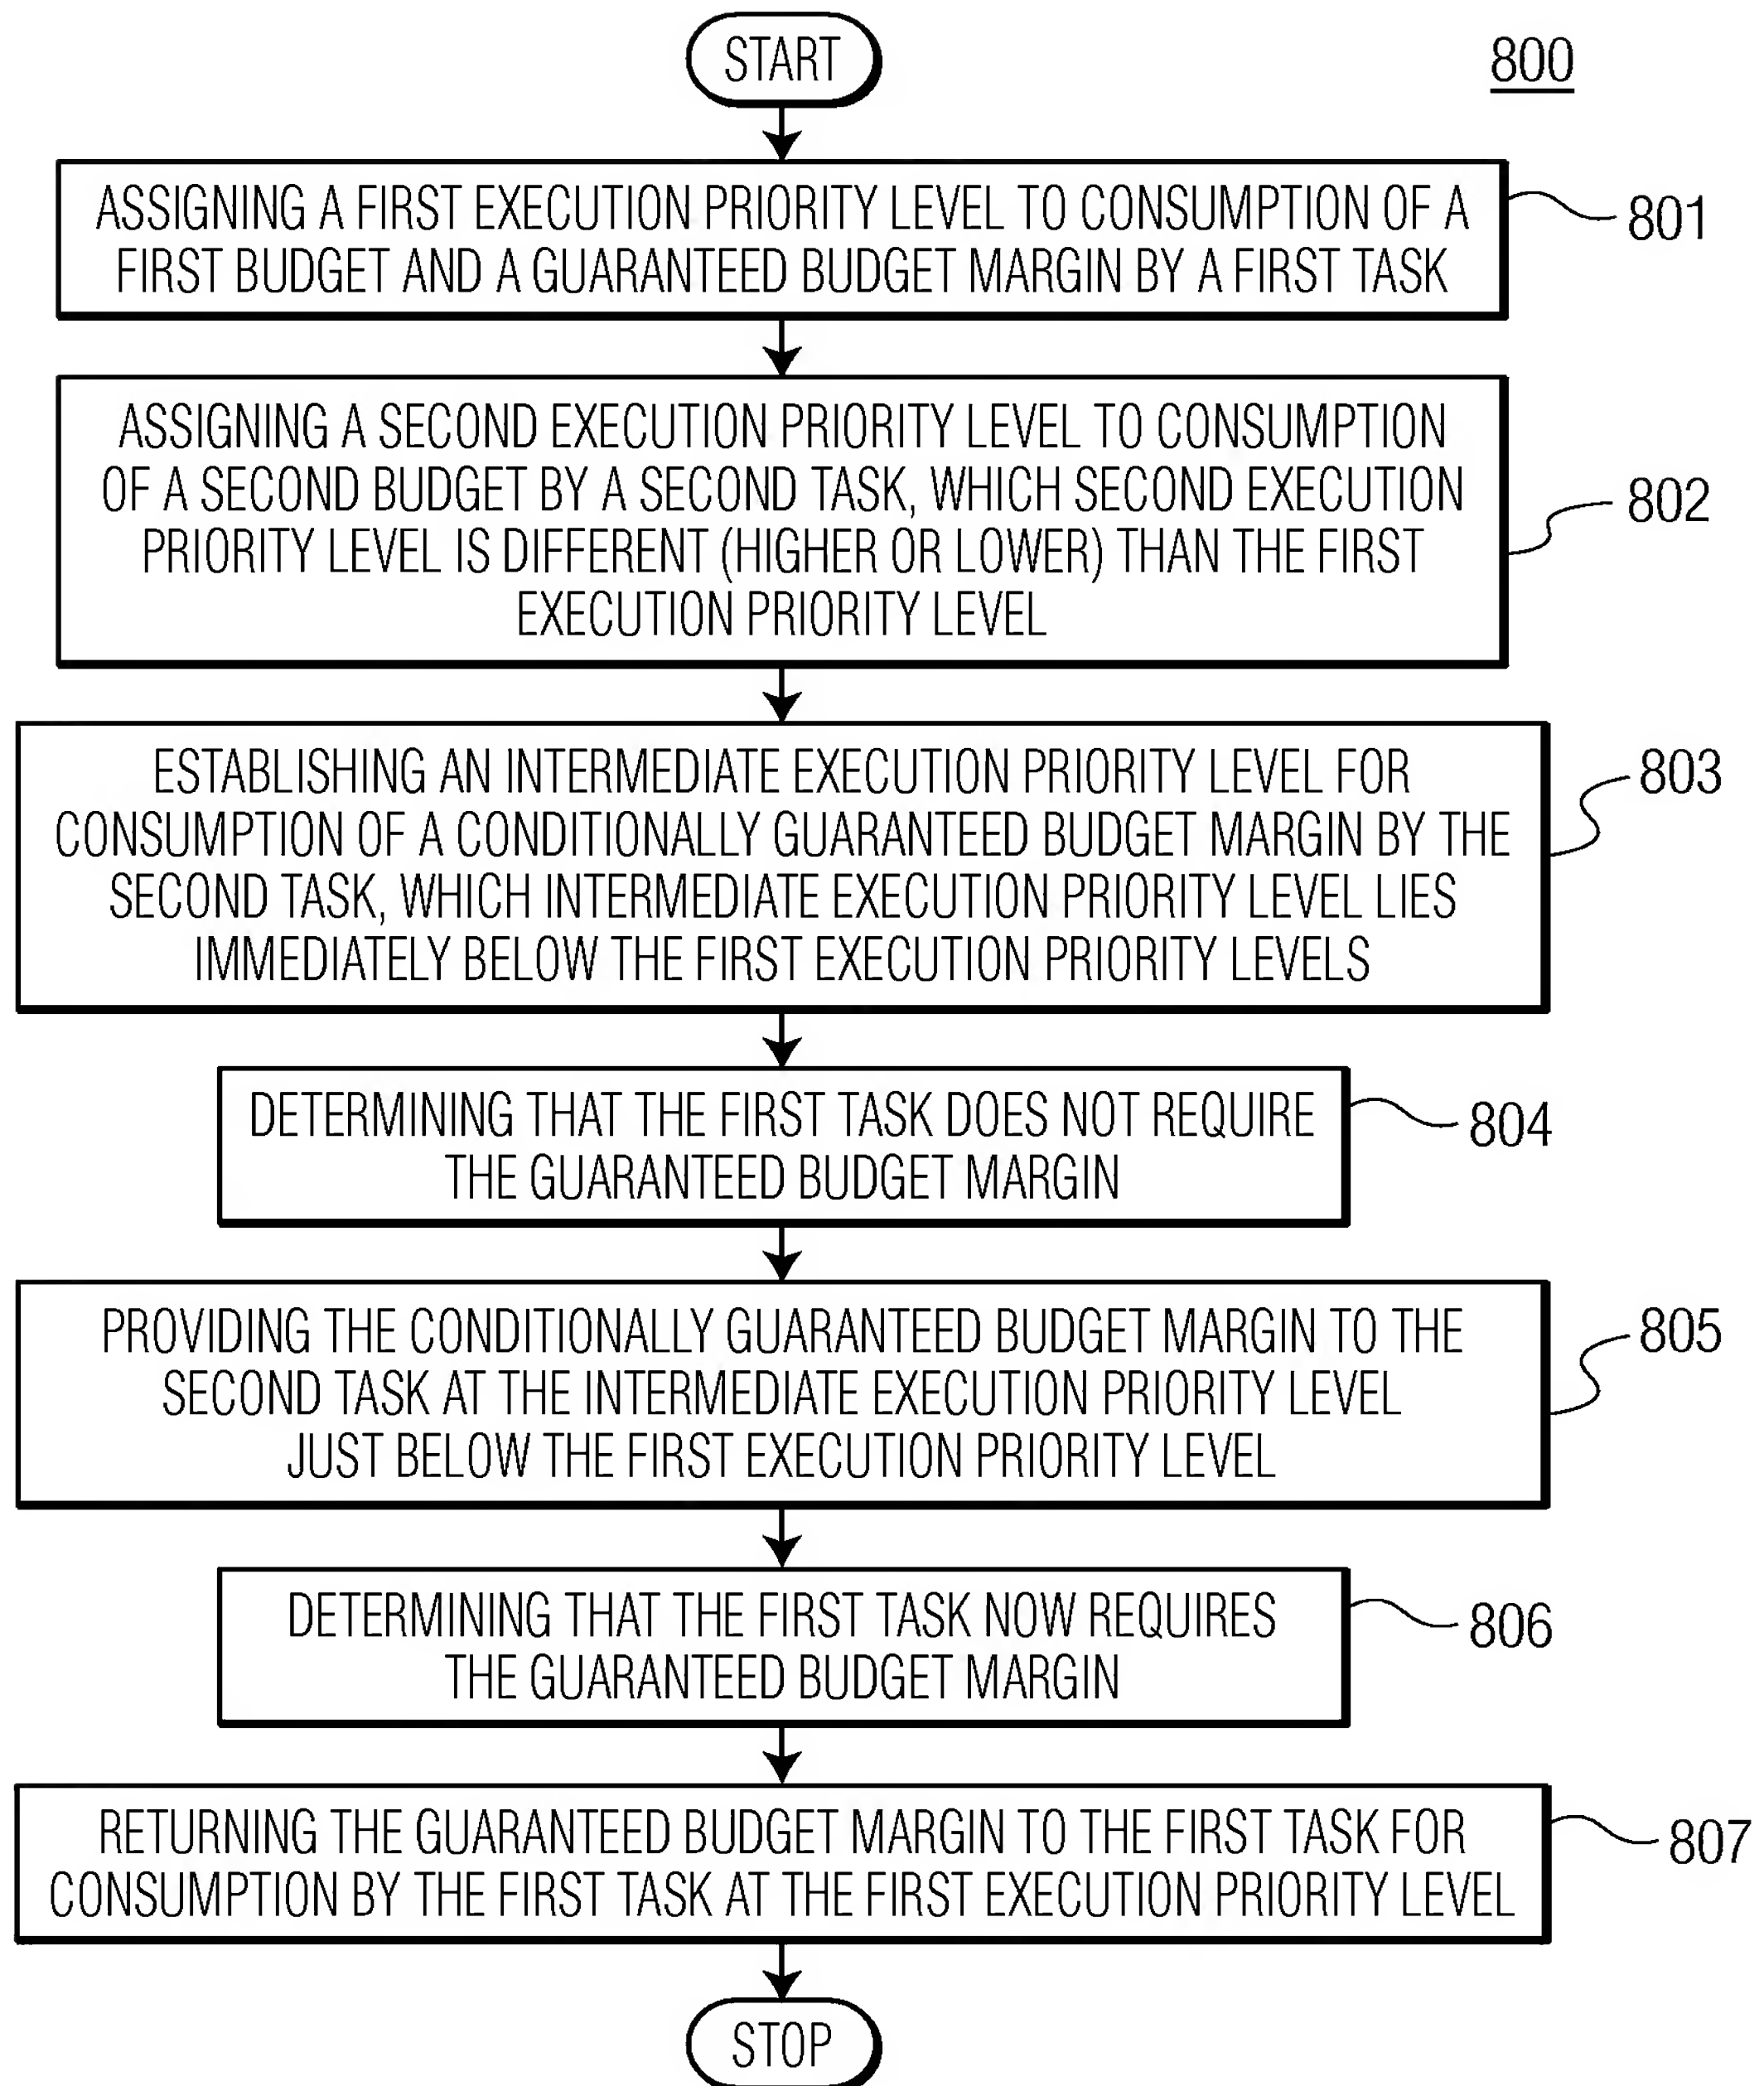 START
800
ASSIGNING A FIRST EXECUTION PRIORITY LEVEL TO CONSUMPTION OF A
FIRST BUDGET AND A GUARANTEED BUDGET MARGIN BY A FIRST TASK
801
ASSIGNING A SECOND EXECUTION PRIORITY LEVEL TO CONSUMPTION
OF A SECOND BUDGET BY A SECOND TASK, WHICH SECOND EXECUTION
PRIORITY LEVEL IS DIFFERENT (HIGHER OR LOWER) THAN THE FIRST
EXECUTION PRIORITY LEVEL
802
ESTABLISHING AN INTERMEDIATE EXECUTION PRIORITY LEVEL FOR
CONSUMPTION OF A CONDITIONALLY GUARANTEED BUDGET MARGIN BY THE
SECOND TASK, WHICH INTERMEDIATE EXECUTION PRIORITY LEVEL LIES
IMMEDIATELY BELOW THE FIRST EXECUTION PRIORITY LEVELS
803
DETERMINING THAT THE FIRST TASK DOES NOT REQUIRE
THE GUARANTEED BUDGET MARGIN
804
PROVIDING THE CONDITIONALLY GUARANTEED BUDGET MARGIN TO THE
SECOND TASK AT THE INTERMEDIATE EXECUTION PRIORITY LEVEL
JUST BELOW THE FIRST EXECUTION PRIORITY LEVEL
805
DETERMINING THAT THE FIRST TASK NOW REQUIRES
THE GUARANTEED BUDGET MARGIN
806
RETURNING THE GUARANTEED BUDGET MARGIN TO THE FIRST TASK FOR
CONSUMPTION BY THE FIRST TASK AT THE FIRST EXECUTION PRIORITY LEVEL
807
STOP